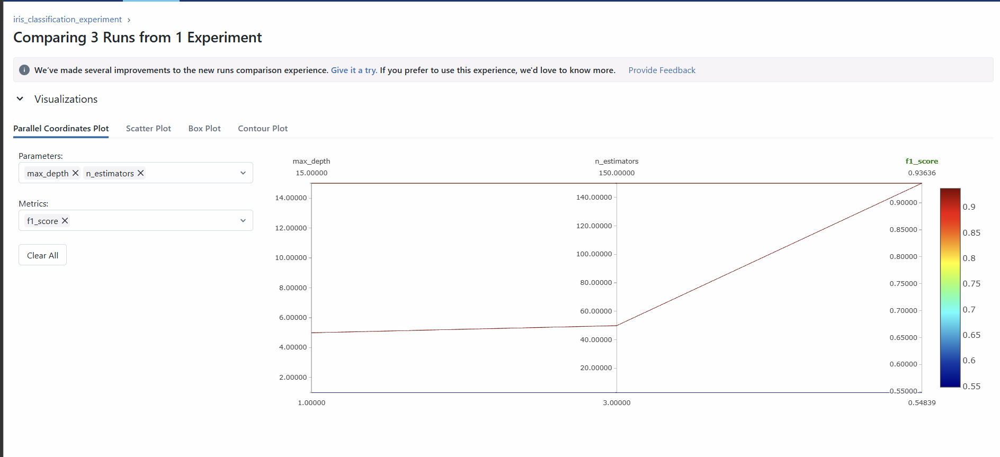 iris_classification_experiment
Comparing 3 Runs from 1 Experiment
We've made several improvements to the new runs comparison experience. Give it a try. If you prefer to use this experience, we'd love to know more. Provide Feedback
Visualizations
Parallel Coordinates Plot
Scatter Plot
Box Plot
Contour Plot
Parameters:
max_depth
n_estimators
Metrics:
f1_score
Clear All
max_depth
15.00000
14.00000
12.00000
10.00000
8.00000
6.00000
4.00000
2.00000
1.00000
n_estimators
150.00000
140.00000
120.00000
100.00000
80.00000
60.00000
40.00000
20.00000
3.00000
f1_score
0.93636
0.90000
0.85000
0.80000
0.75000
0.70000
0.65000
0.60000
0.55000
0.54839
0.9
0.85
0.8
0.75
0.7
0.65
0.6
0.55